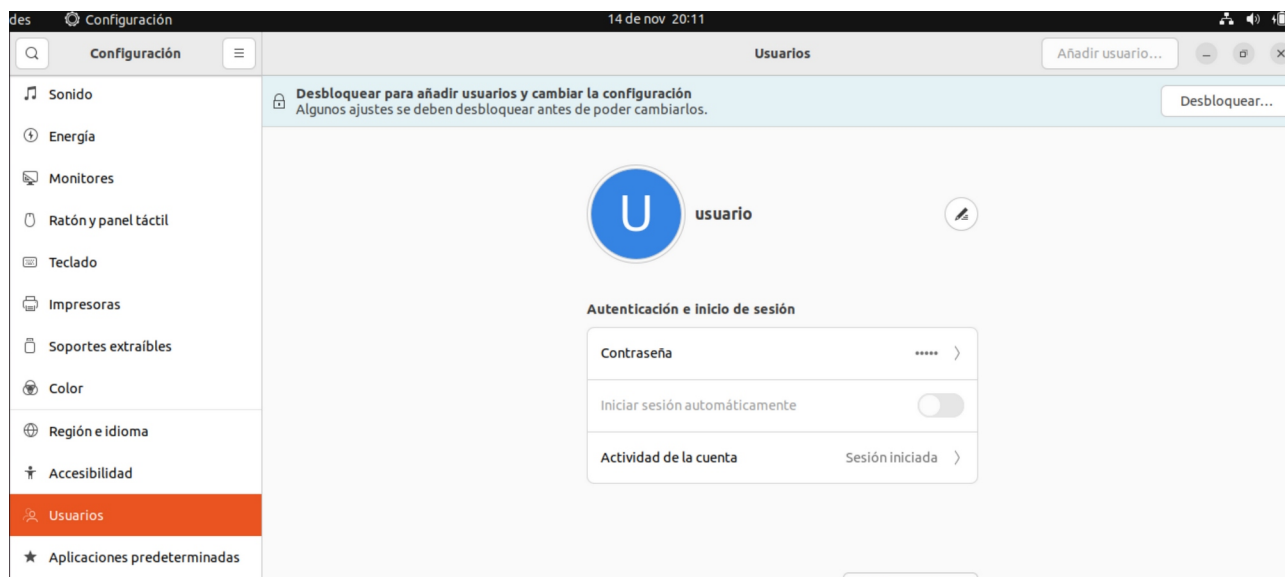 des Configuración 14 de nov 20:11
Configuración Usuarios Añadir usuario...
Sonido
Energía
Monitores
Ratón y panel táctil
Teclado
Impresoras
Soportes extraíbles
Color
Región e idioma
Accesibilidad
Usuarios
Aplicaciones predeterminadas
Desbloquear para añadir usuarios y cambiar la configuración
Algunos ajustes se deben desbloquear antes de poder cambiarlos.
Desbloquear...
U usuario
Autenticación e inicio de sesión
Contraseña •••••
Iniciar sesión automáticamente
Actividad de la cuenta Sesión iniciada